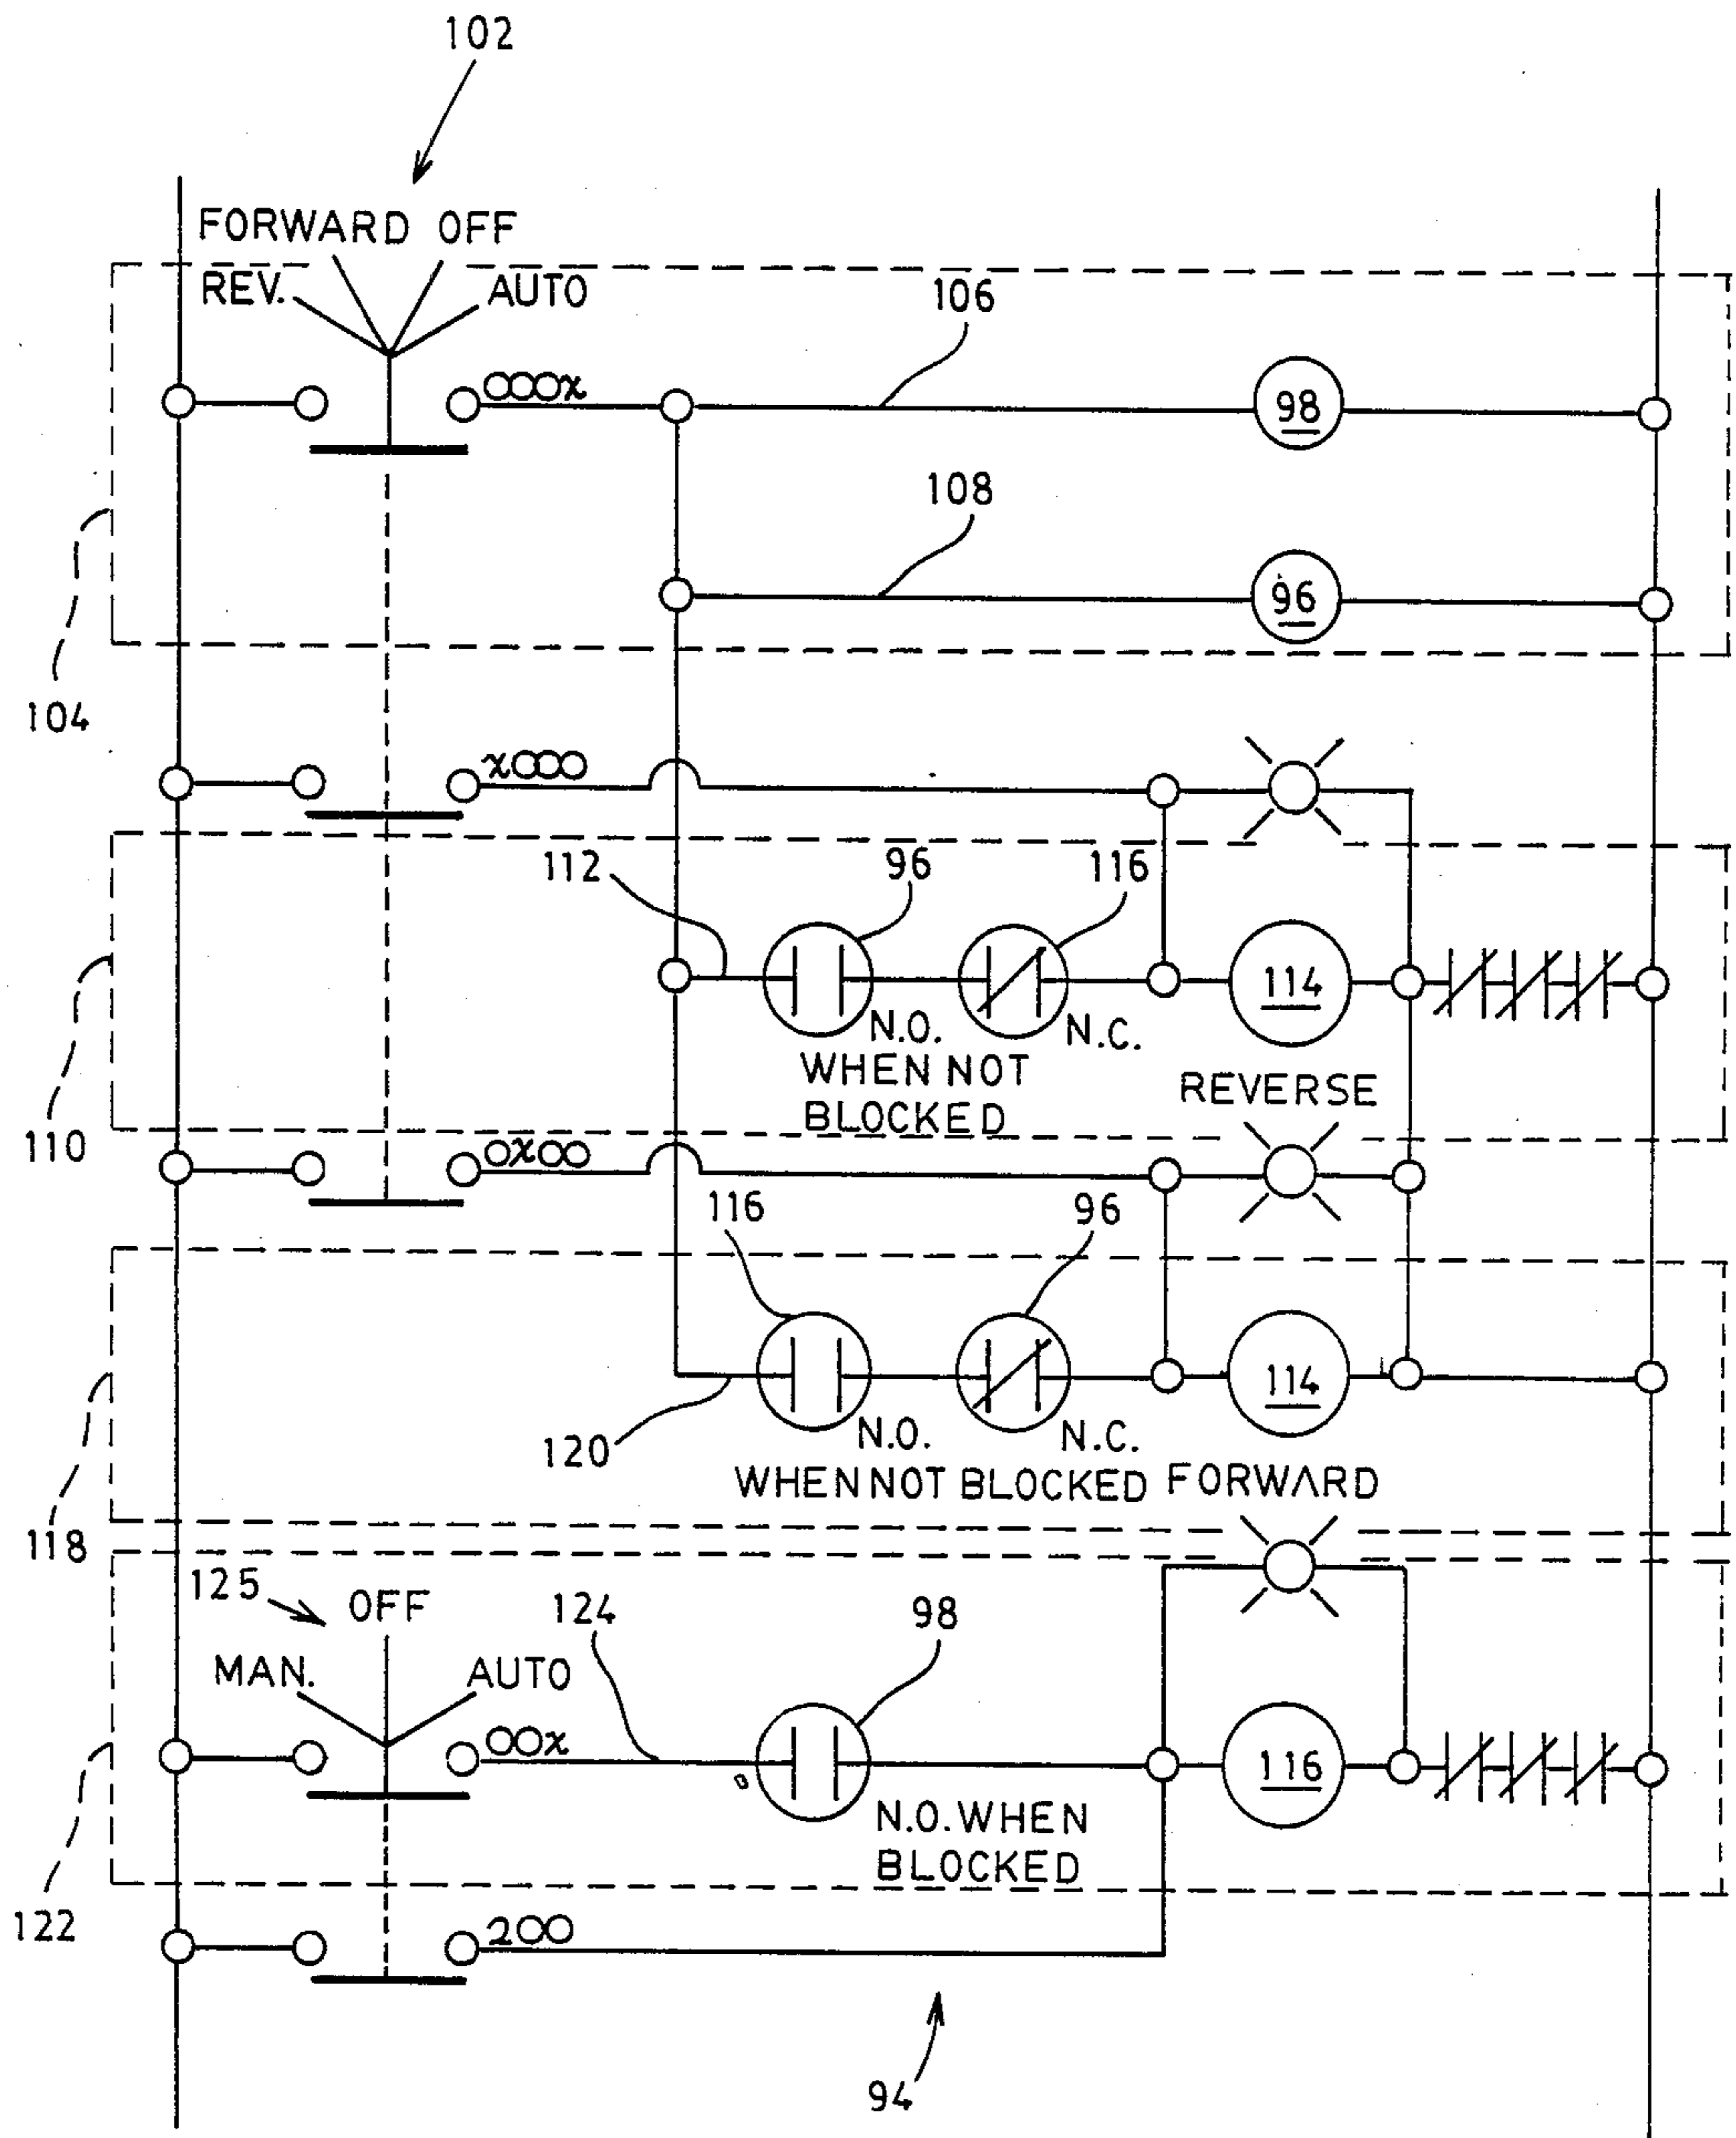 102
FORWARD OFF
REV. AUTO
106
OOOx
98
108
96
104
xOOO
112
96
116
114
N.O.
N.C.
WHEN NOT
BLOCKED
REVERSE
110
OxOO
116
96
114
120
N.O.
N.C.
WHEN NOT BLOCKED FORWARD
118
125
OFF
124
98
MAN.
AUTO
OOx
116
N.O. WHEN
BLOCKED
122
2OO
94